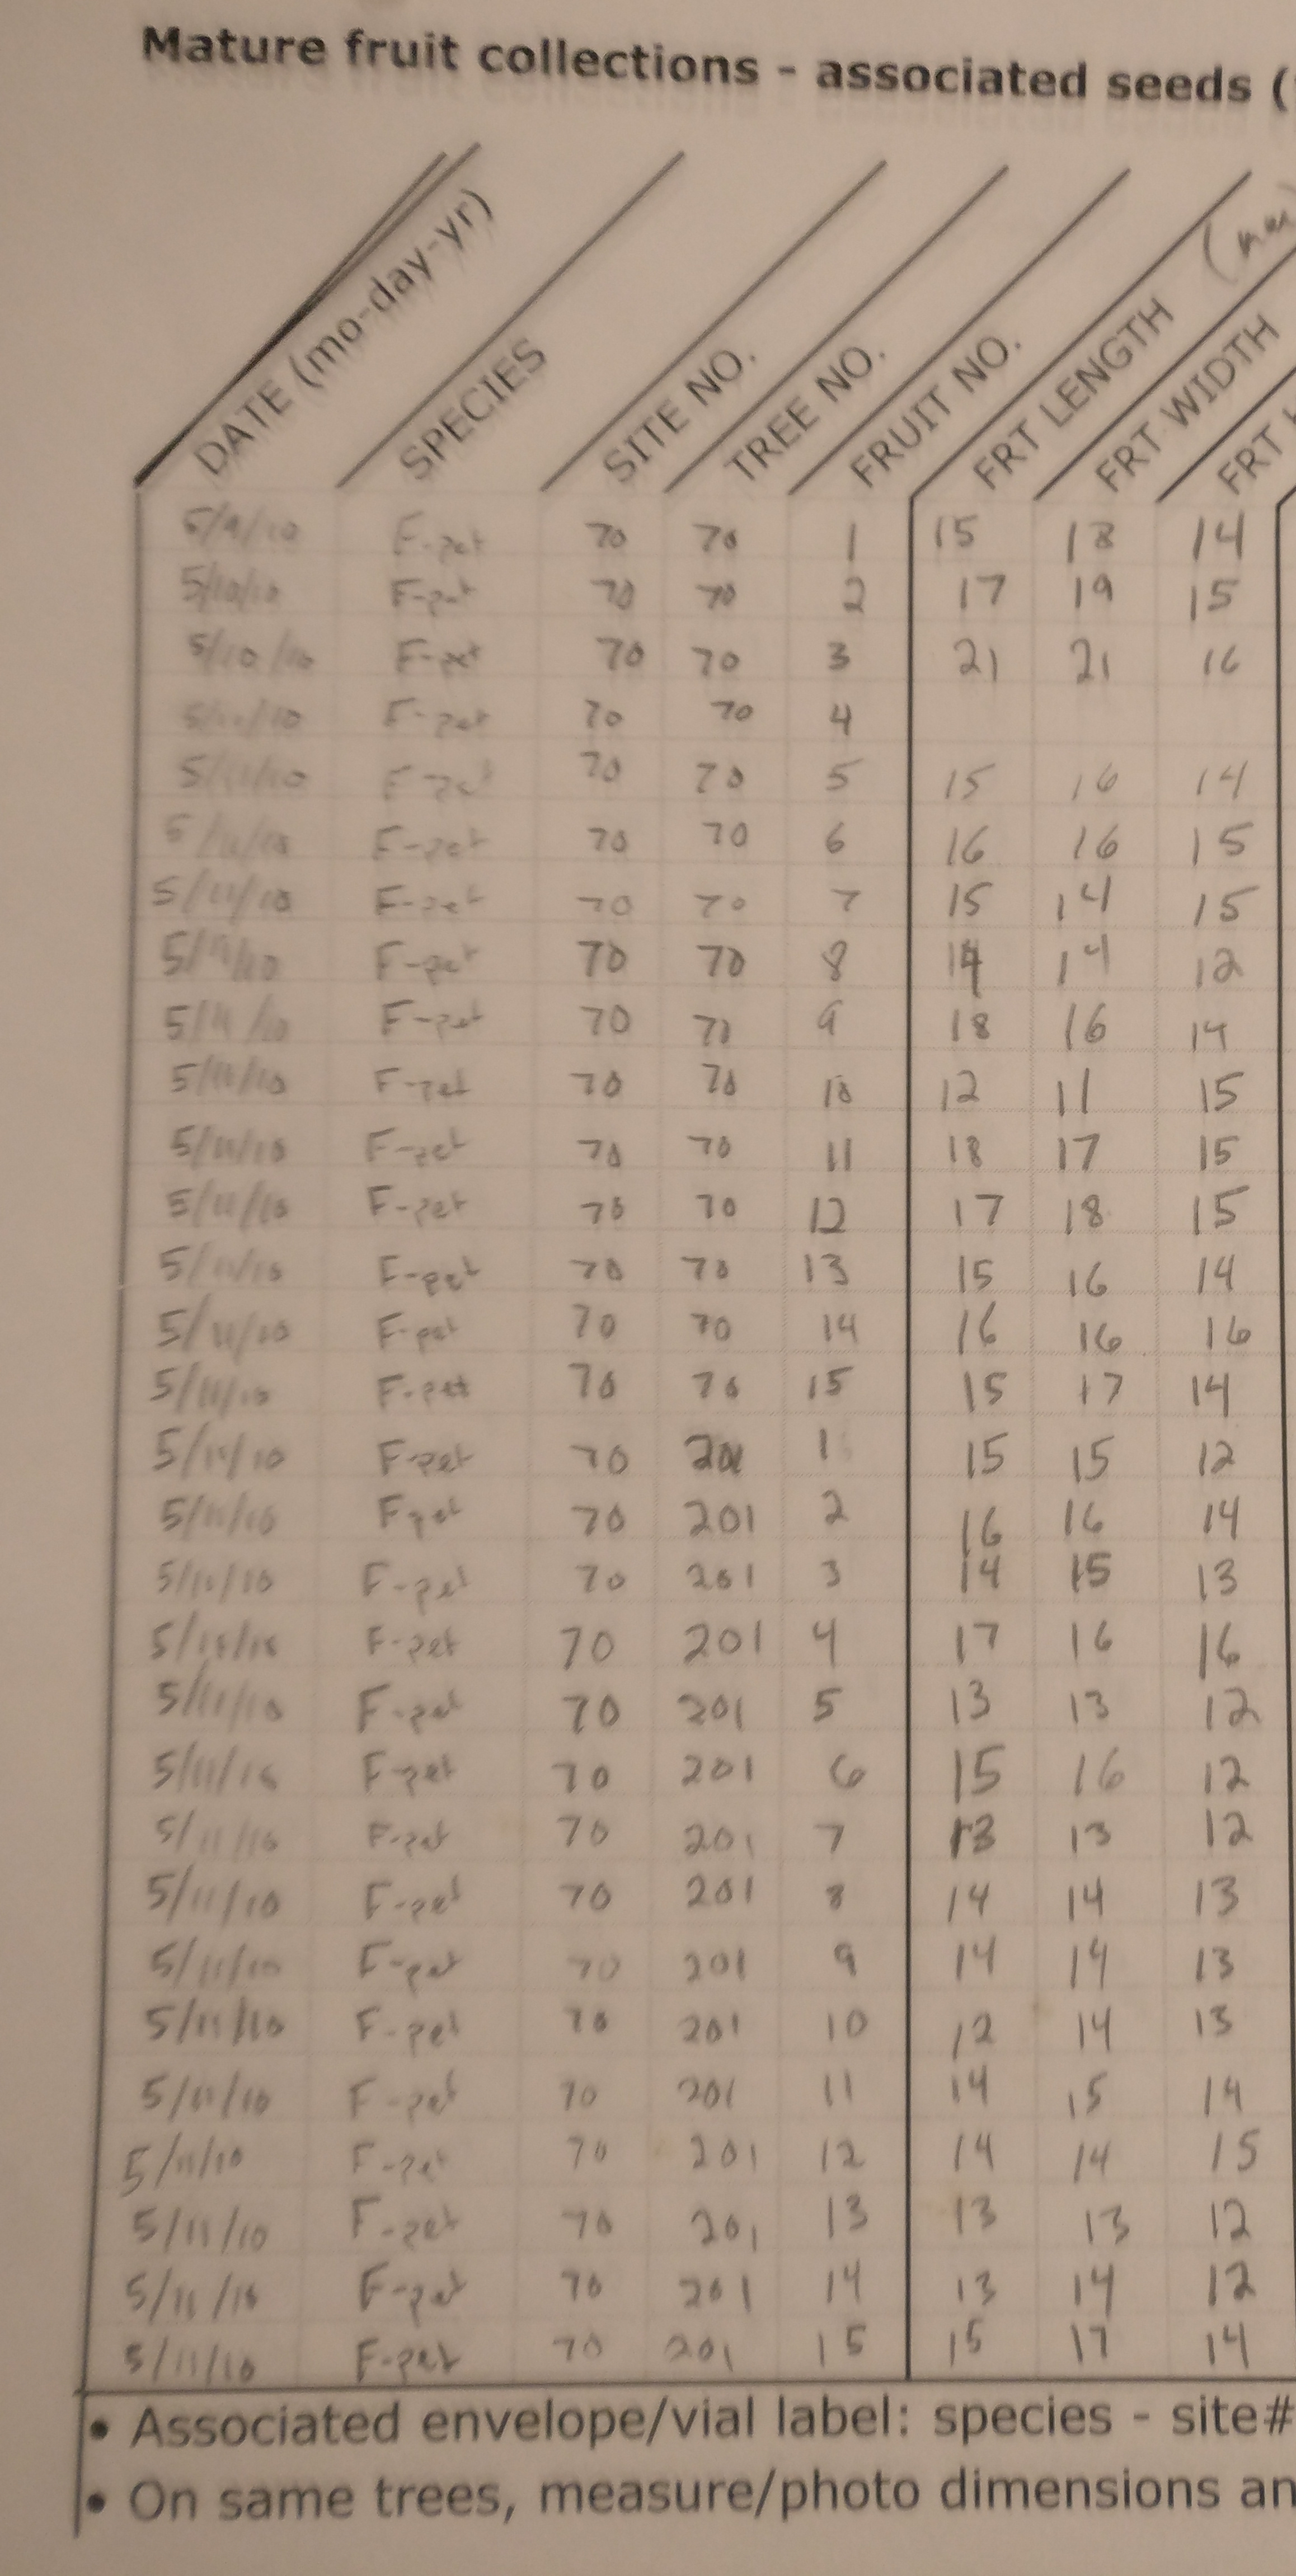 Mature fruit collections - associated seeds (
DATE (mo-day-yr) SPECIES SITE NO. TREE NO. FRUIT NO. FRT LENGTH FRT WIDTH FRT
F-pet 70 70 1 15 18 14
5/10/10 F-pet 70 70 2 17 19 15
5/10/10 F-pet 70 70 3 21 21 16
F-pet 70 70 4
5/11/10 F-pet 70 70 5 15 16 14
5/11/10 F-pet 70 70 6 16 16 15
5/11/10 F-pet 70 70 7 15 14 15
5/11/10 F-pet 70 70 8 14 14 12
5/11/10 F-pet 70 70 9 18 16 14
5/11/10 F-pet 70 70 10 12 11 15
5/11/10 F-pet 70 70 11 18 17 15
5/11/10 F-pet 70 70 12 17 18 15
5/11/10 F-pet 70 70 13 15 16 14
5/11/10 F-pet 70 70 14 16 16 16
5/11/10 F-pet 70 70 15 15 17 14
5/11/10 F-pet 70 201 1 15 15 12
5/11/10 F-pet 70 201 2 16 16 14
5/11/10 F-pet 70 201 3 14 15 13
5/11/10 F-pet 70 201 4 17 16 16
5/11/10 F-pet 70 201 5 13 13 12
5/11/10 F-pet 70 201 6 15 16 12
5/11/10 F-pet 70 201 7 13 13 12
5/11/10 F-pet 70 201 8 14 14 13
5/11/10 F-pet 70 201 9 14 14 13
5/11/10 F-pet 70 201 10 12 14 13
5/11/10 F-pet 70 201 11 14 15 14
5/11/10 F-pet 70 201 12 14 14 15
5/11/10 F-pet 70 201 13 13 13 12
5/11/10 F-pet 70 201 14 13 14 12
5/11/10 F-pet 70 201 15 15 17 14
• Associated envelope/vial label: species - site#
• On same trees, measure/photo dimensions an